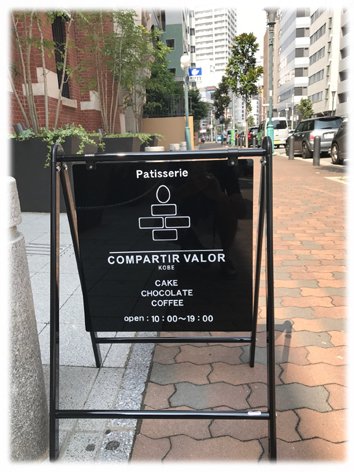 Patisserie
COMPARTIR VALOR
KOBE
CAKE
CHOCOLATE
COFFEE
open : 10:00〜19:00